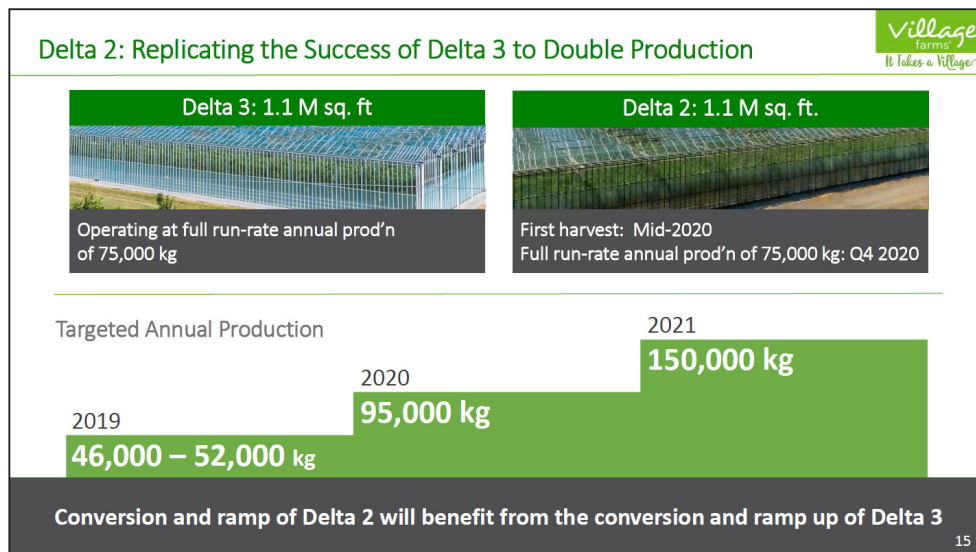 Delta 2: Replicating the Success of Delta 3 to Double Production
Village
farms®
It Takes a Village
Delta 3: 1.1 M sq. ft
Operating at full run-rate annual prod’n
of 75,000 kg
Delta 2: 1.1 M sq. ft.
First harvest: Mid-2020
Full run-rate annual prod’n of 75,000 kg: Q4 2020
Targeted Annual Production
2019
46,000 – 52,000 kg
2020
95,000 kg
2021
150,000 kg
Conversion and ramp of Delta 2 will benefit from the conversion and ramp up of Delta 3
15